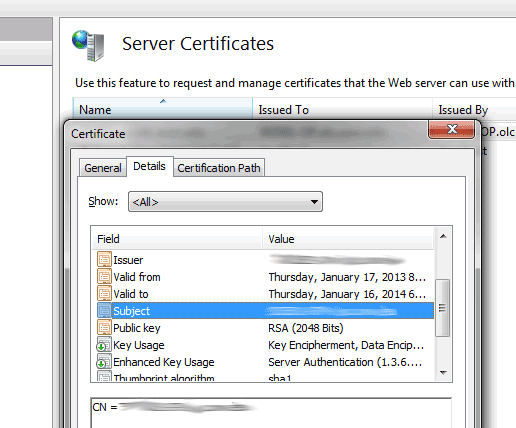 Server Certificates
Use this feature to request and manage certificates that the Web server can use with
Name Issued To Issued By
Certificate
OP.olc
General Details Certification Path
Show: <All>
Field Value
Issuer
Valid from Thursday, January 17, 2013 8...
Valid to Thursday, January 16, 2014 6...
Subject
Public key RSA (2048 Bits)
Key Usage Key Encipherment, Data Encip...
Enhanced Key Usage Server Authentication (1.3.6....
Thumbprint algorithm sha1
CN =